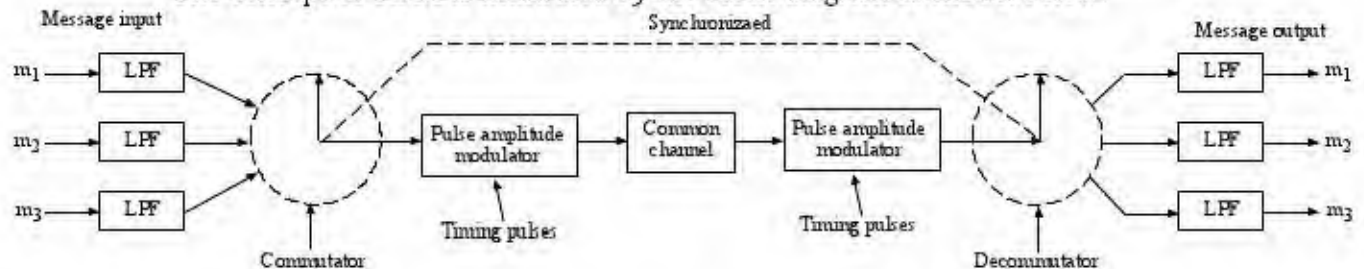 Synchronizaed
Message input
Message output
m1
LPF
m2
LPF
m3
LPF
Commutator
Pulse amplitude
modulator
Timing pulses
Common
channel
Pulse amplitude
modulator
Timing pulses
Decommutator
LPF
m1
LPF
m2
LPF
m3